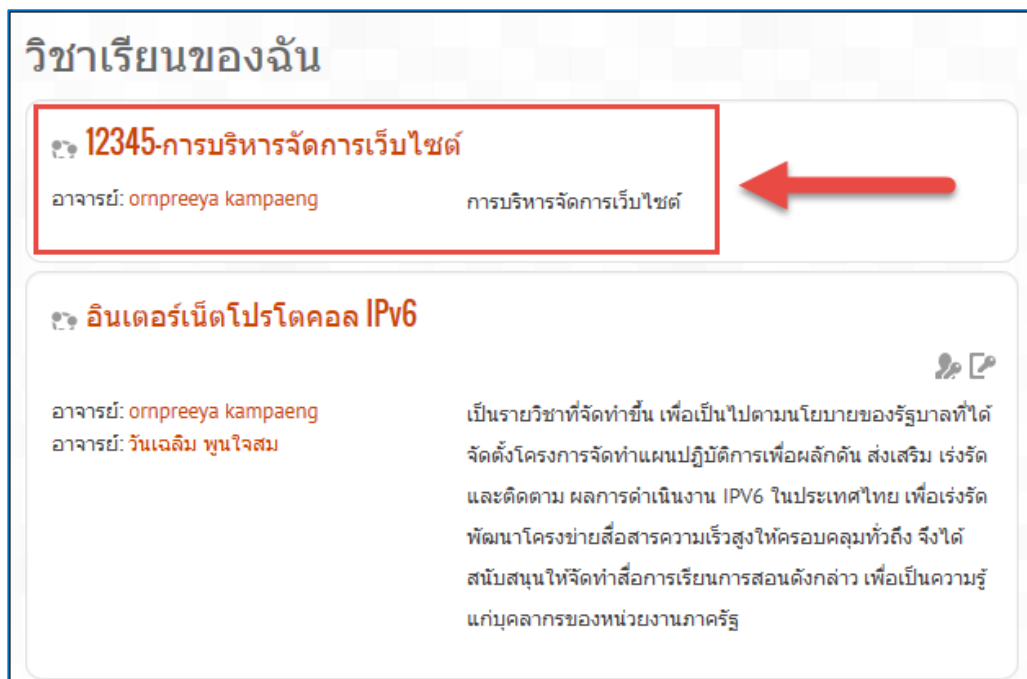 วิชาเรียนของฉัน
12345-การบริหารจัดการเว็บไซต์
อาจารย์: ornpreeya kampaeng
การบริหารจัดการเว็บไซต์
อินเตอร์เน็ตโปรโตคอล IPv6
อาจารย์: ornpreeya kampaeng
อาจารย์: วันเฉลิม พูนใจสม
เป็นรายวิชาที่จัดทำขึ้น เพื่อเป็นไปตามนโยบายของรัฐบาลที่ได้
จัดตั้งโครงการจัดทำแผนปฏิบัติการเพื่อผลักดัน ส่งเสริม เร่งรัด
และติดตาม ผลการดำเนินงาน IPV6 ในประเทศไทย เพื่อเร่งรัด
พัฒนาโครงข่ายสื่อสารความเร็วสูงให้ครอบคลุมทั่วถึง จึงได้
สนับสนุนให้จัดทำสื่อการเรียนการสอนดังกล่าว เพื่อเป็นความรู้
แก่บุคลากรของหน่วยงานภาครัฐ